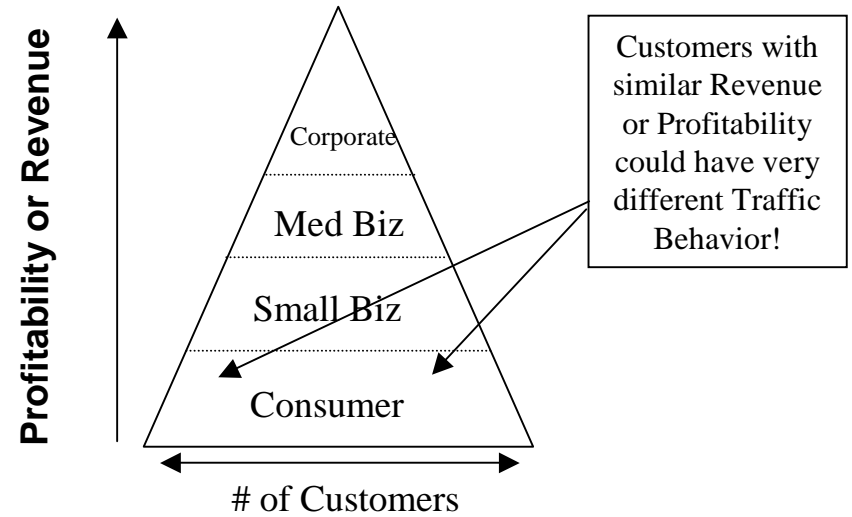 Profitability or Revenue
Corporate
Med Biz
Small Biz
Consumer
# of Customers
Customers with
similar Revenue
or Profitability
could have very
different Traffic
Behavior!